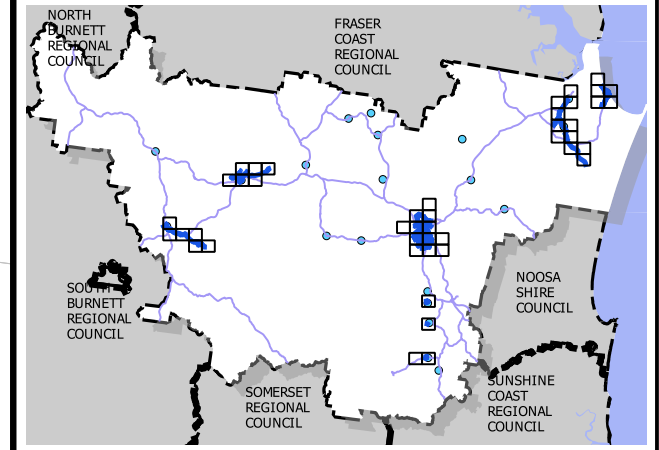 NORTH
BURNETT
REGIONAL
COUNCIL
FRASER
COAST
REGIONAL
COUNCIL
SOUTH
BURNETT
REGIONAL
COUNCIL
NOOSA
SHIRE
COUNCIL
SOMERSET
REGIONAL
COUNCIL
SUNSHINE
COAST
REGIONAL
COUNCIL